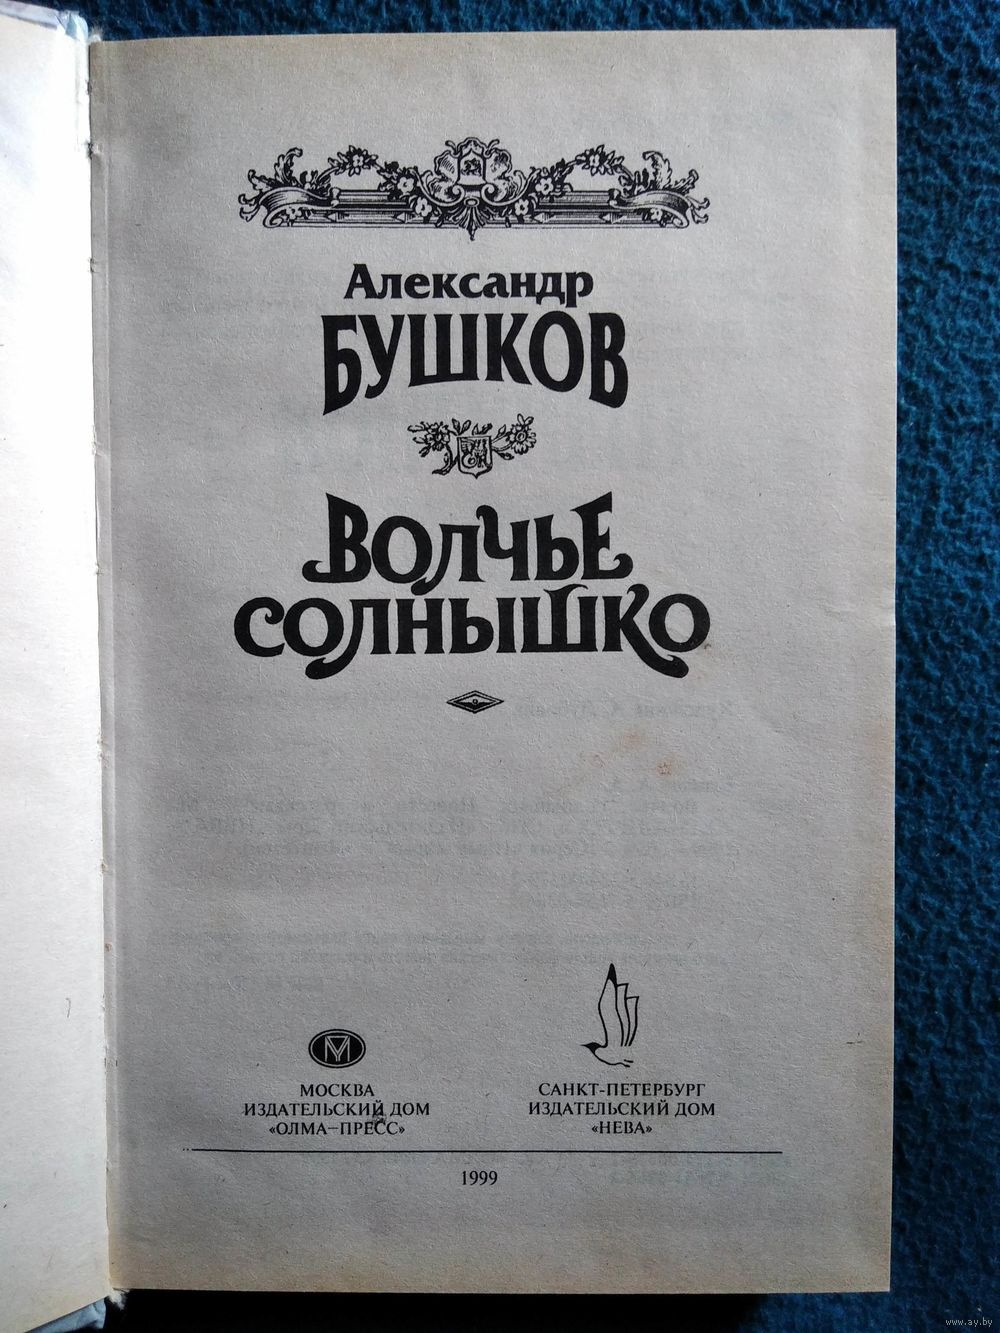 Александр
БУШКОВ
ВОЛЧЬЕ
СОЛНЫШКО
МОСКВА
ИЗДАТЕЛЬСКИЙ ДОМ
«ОЛМА–ПРЕСС»
САНКТ-ПЕТЕРБУРГ
ИЗДАТЕЛЬСКИЙ ДОМ
«НЕВА»
1999
www.ay.by